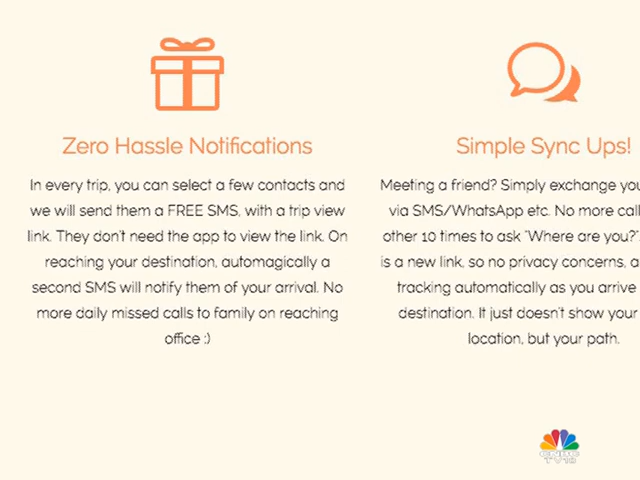 Zero Hassle Notifications
In every trip, you can select a few contacts and
we will send them a FREE SMS, with a trip view
link. They don't need the app to view the link. On
reaching your destination, automagically a
second SMS will notify them of your arrival. No
more daily missed calls to family on reaching
office :)
Simple Sync Ups!
Meeting a friend? Simply exchange
via SMS/WhatsApp etc. No more
other 10 times to ask "Where are you?"
is a new link, so no privacy concerns,
tracking automatically as you arrive
destination. It just doesn't show your
location, but your path.
CNBC
TV18